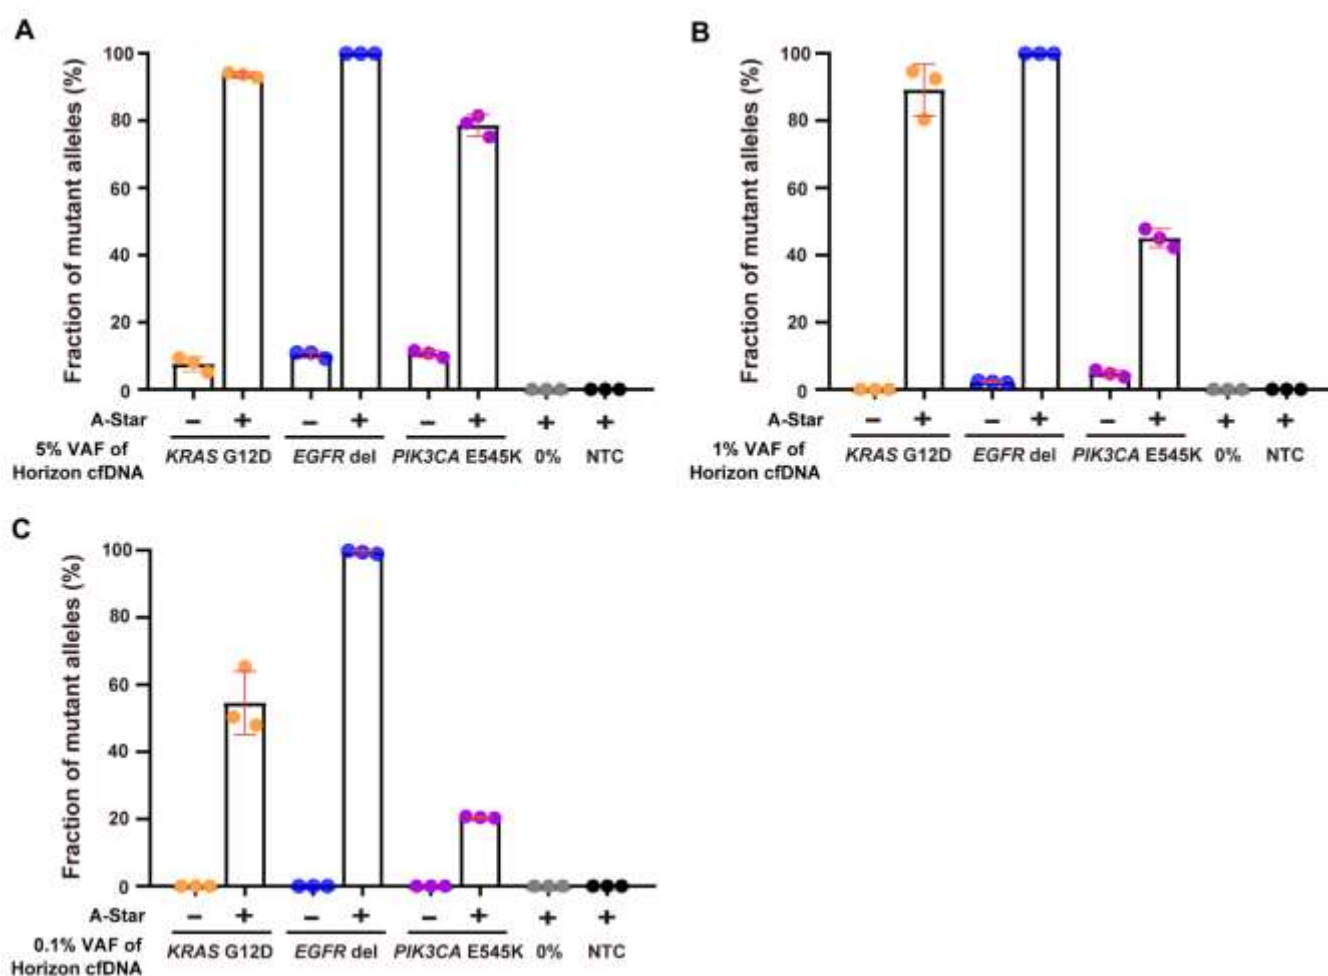 A
Fraction of mutant alleles (%)
100
80
60
40
20
0
A-Star − + − + − + + +
5% VAF of
Horizon cfDNA
KRAS G12D EGFR del PIK3CA E545K 0% NTC
B
Fraction of mutant alleles (%)
100
80
60
40
20
0
A-Star − + − + − + + +
1% VAF of
Horizon cfDNA
KRAS G12D EGFR del PIK3CA E545K 0% NTC
C
Fraction of mutant alleles (%)
100
80
60
40
20
0
A-Star − + − + − + + +
0.1% VAF of
Horizon cfDNA
KRAS G12D EGFR del PIK3CA E545K 0% NTC